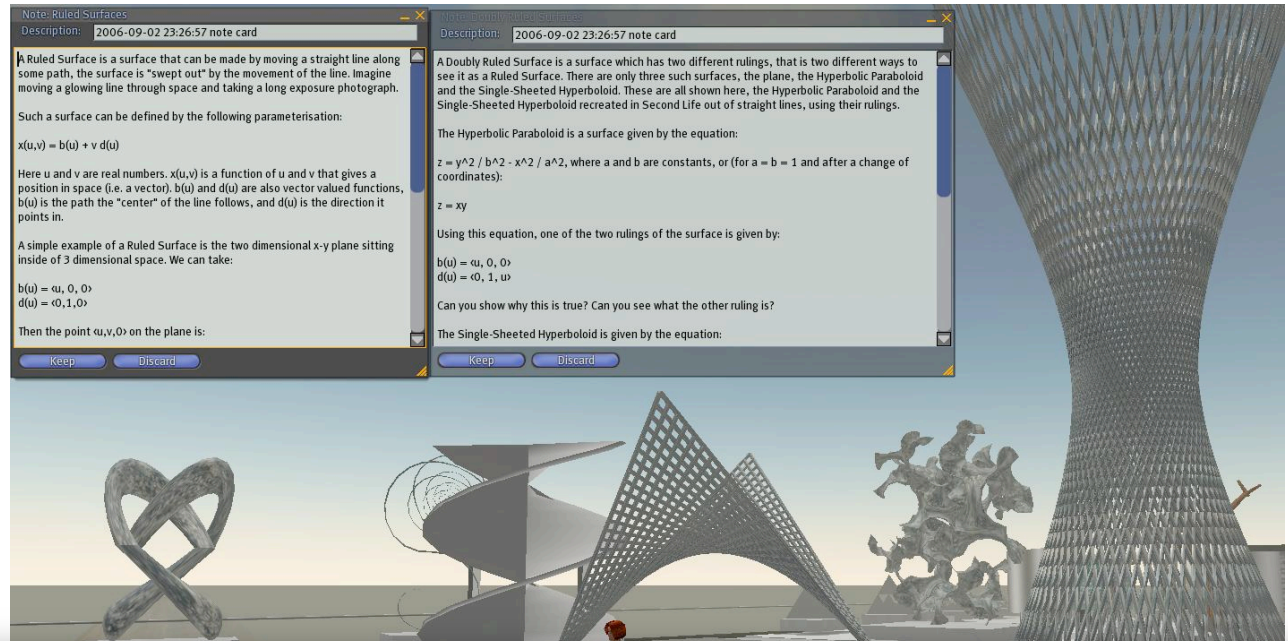 Note: Ruled Surfaces
Description: 2006-09-02 23:26:57 note card
A Ruled Surface is a surface that can be made by moving a straight line along
some path, the surface is "swept out" by the movement of the line. Imagine
moving a glowing line through space and taking a long exposure photograph.
Such a surface can be defined by the following parameterisation:
x(u,v) = b(u) + v d(u)
Here u and v are real numbers. x(u,v) is a function of u and v that gives a
position in space (i.e. a vector). b(u) and d(u) are also vector valued functions,
b(u) is the path the "center" of the line follows, and d(u) is the direction it
points in.
A simple example of a Ruled Surface is the two dimensional x-y plane sitting
inside of 3 dimensional space. We can take:
b(u) = <u, 0, 0>
d(u) = <0,1,0>
Then the point <u,v,0> on the plane is:
Keep Discard
Note: Doubly Ruled Surfaces
Description: 2006-09-02 23:26:57 note card
A Doubly Ruled Surface is a surface which has two different rulings, that is two different ways to
see it as a Ruled Surface. There are only three such surfaces, the plane, the Hyperbolic Paraboloid
and the Single-Sheeted Hyperboloid. These are all shown here, the Hyperbolic Paraboloid and the
Single-Sheeted Hyperboloid recreated in Second Life out of straight lines, using their rulings.
The Hyperbolic Paraboloid is a surface given by the equation:
z = y^2 / b^2 - x^2 / a^2, where a and b are constants, or (for a = b = 1 and after a change of
coordinates):
z = xy
Using this equation, one of the two rulings of the surface is given by:
b(u) = <u, 0, 0>
d(u) = <0, 1, u>
Can you show why this is true? Can you see what the other ruling is?
The Single-Sheeted Hyperboloid is given by the equation:
Keep Discard